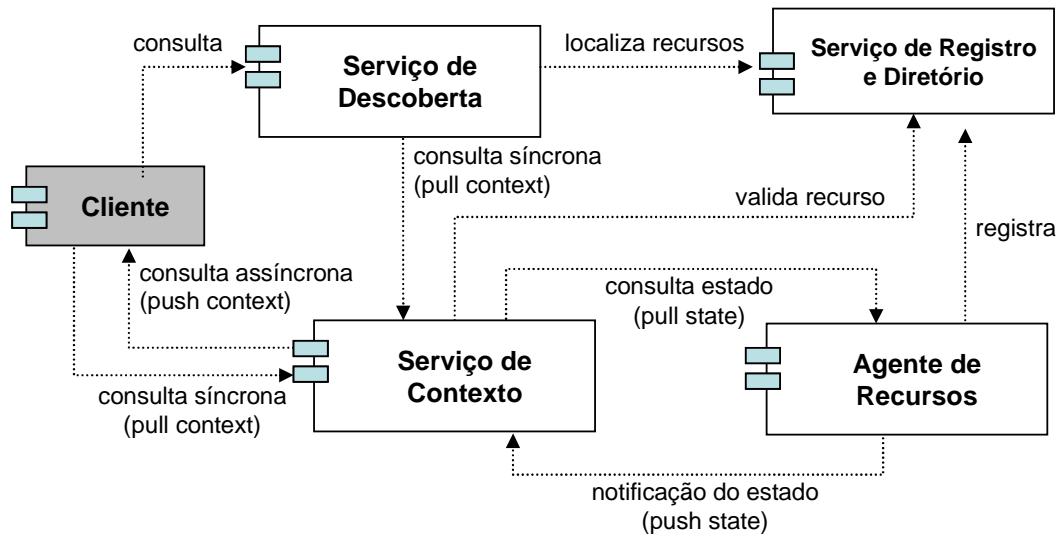 consulta
Serviço de
Descoberta
localiza recursos
Serviço de Registro
e Diretório
consulta síncrona
(pull context)
Cliente
valida recurso
registra
consulta assíncrona
(push context)
consulta estado
(pull state)
Serviço de
Contexto
Agente de
Recursos
consulta síncrona
(pull context)
notificação do estado
(push state)